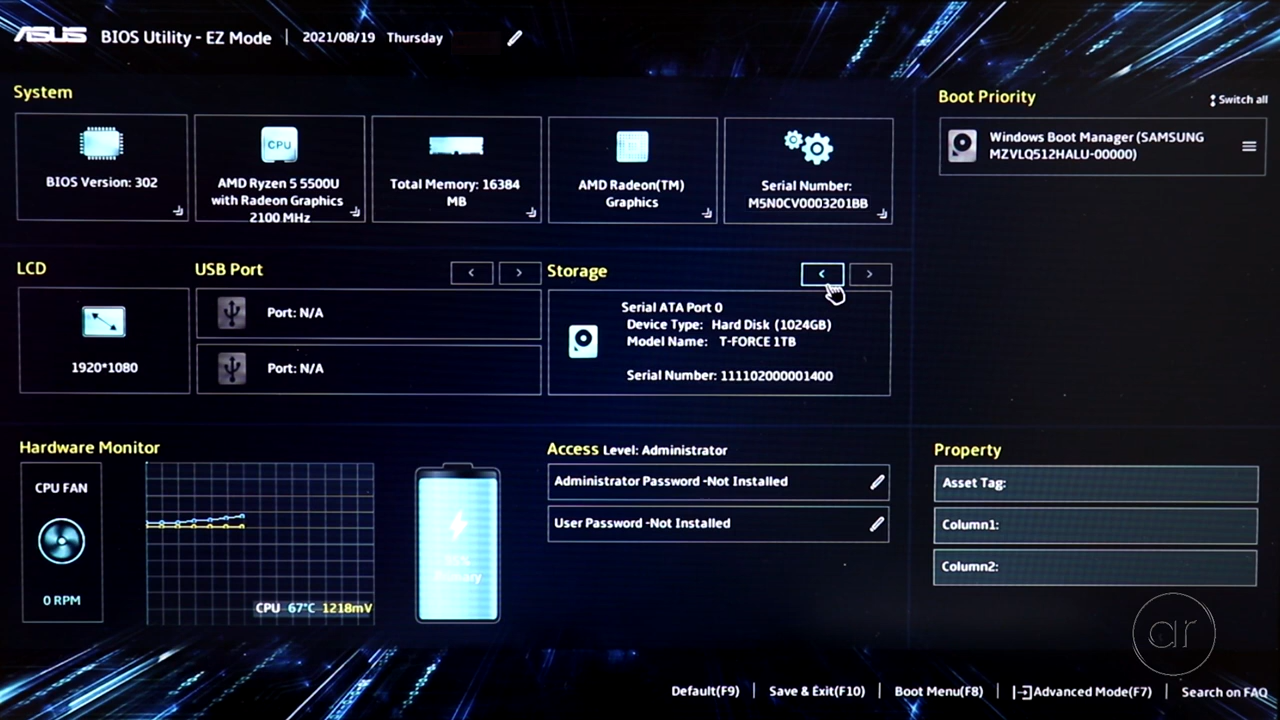 ASUS BIOS Utility - EZ Mode 2021/08/19 Thursday
System
BIOS Version: 302
CPU
AMD Ryzen 5 5500U
with Radeon Graphics
2100 MHz
Total Memory: 16384
MB
AMD Radeon(TM)
Graphics
Serial Number:
M5N0CV0003201BB
Boot Priority
Switch all
Windows Boot Manager (SAMSUNG
MZVLQ512HALU-00000)
LCD
1920*1080
USB Port
< >
Port: N/A
Port: N/A
Storage
< >
Serial ATA Port 0
Device Type: Hard Disk (1024GB)
Model Name: T-FORCE 1TB
Serial Number: 111102000001400
Hardware Monitor
CPU FAN
0 RPM
CPU 67°C 1218mV
Access Level: Administrator
Administrator Password -Not Installed
User Password -Not Installed
Property
Asset Tag:
Column1:
Column2:
ar
Default(F9) | Save & Exit(F10) | Boot Menu(F8) | Advanced Mode(F7) | Search on FAQ